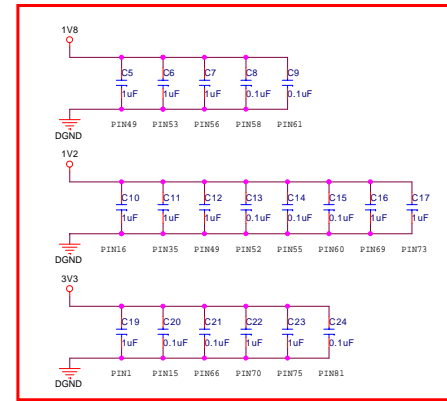 1V8
C5 C6 C7 C8 C9
1uF 1uF 1uF 0.1uF 0.1uF
DGND PIN49 PIN53 PIN56 PIN58 PIN61
1V2
C10 C11 C12 C13 C14 C15 C16 C17
1uF 1uF 1uF 0.1uF 0.1uF 0.1uF 1uF 1uF
DGND PIN16 PIN35 PIN49 PIN52 PIN55 PIN60 PIN69 PIN73
3V3
C19 C20 C21 C22 C23 C24
1uF 0.1uF 0.1uF 1uF 1uF 0.1uF
DGND PIN1 PIN15 PIN66 PIN70 PIN75 PIN81